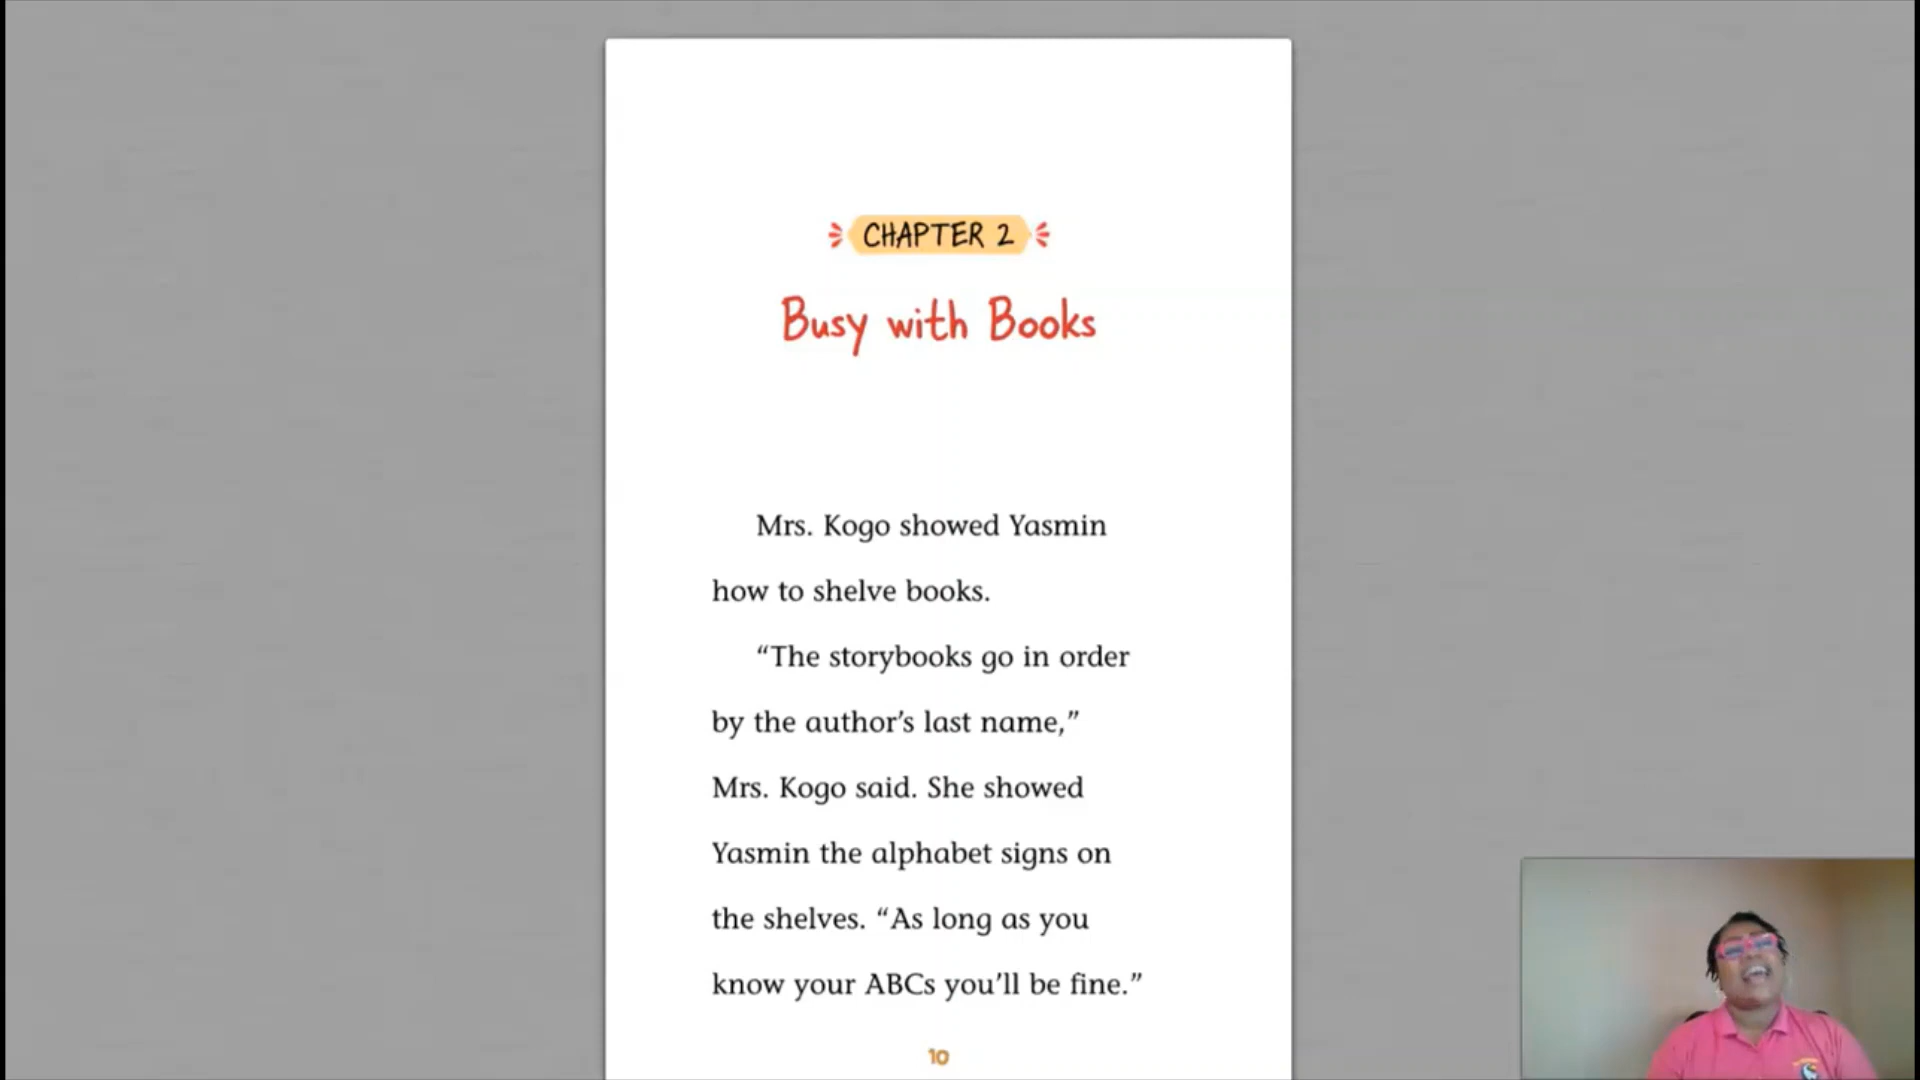 CHAPTER 2
Busy with Books
Mrs. Kogo showed Yasmin
how to shelve books.
“The storybooks go in order
by the author’s last name,”
Mrs. Kogo said. She showed
Yasmin the alphabet signs on
the shelves. “As long as you
know your ABCs you’ll be fine.”
10